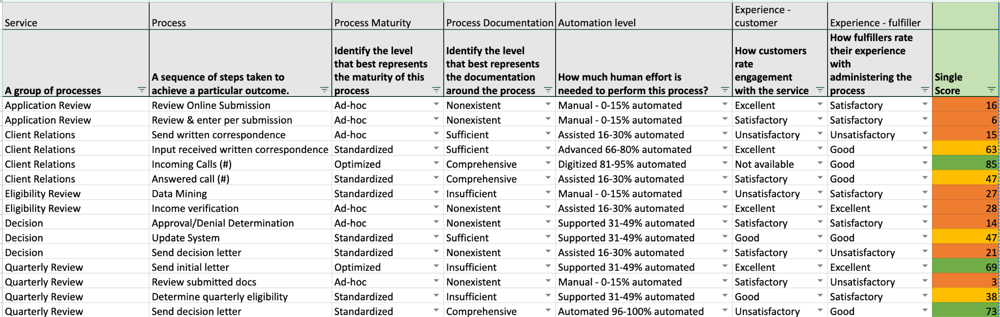 Service Process Process Maturity Process Documentation Automation level Experience - customer Experience - fulfiller
A group of processes A sequence of steps taken to achieve a particular outcome. Identify the level that best represents the maturity of this process Identify the level that best represents the documentation around the process How much human effort is needed to perform this process? How customers rate engagement with the service How fulfillers rate their experience with administering the process Single Score
Application Review Review Online Submission Ad-hoc Nonexistent Manual - 0-15% automated Excellent Satisfactory 16
Application Review Review & enter per submission Ad-hoc Nonexistent Manual - 0-15% automated Satisfactory Satisfactory 6
Client Relations Send written correspondence Ad-hoc Sufficient Assisted 16-30% automated Unsatisfactory Unsatisfactory 15
Client Relations Input received written correspondence Standardized Sufficient Advanced 66-80% automated Excellent Good 63
Client Relations Incoming Calls (#) Optimized Comprehensive Digitized 81-95% automated Not available Good 85
Client Relations Answered call (#) Standardized Comprehensive Assisted 16-30% automated Satisfactory Good 47
Eligibility Review Data Mining Standardized Insufficient Manual - 0-15% automated Unsatisfactory Satisfactory 27
Eligibility Review Income verification Ad-hoc Nonexistent Assisted 16-30% automated Excellent Excellent 28
Decision Approval/Denial Determination Ad-hoc Nonexistent Supported 31-49% automated Satisfactory Satisfactory 14
Decision Update System Standardized Sufficient Supported 31-49% automated Good Good 47
Decision Send decision letter Standardized Nonexistent Assisted 16-30% automated Satisfactory Unsatisfactory 21
Quarterly Review Send initial letter Optimized Insufficient Supported 31-49% automated Excellent Excellent 69
Quarterly Review Review submitted docs Ad-hoc Nonexistent Manual - 0-15% automated Satisfactory Unsatisfactory 3
Quarterly Review Determine quarterly eligibility Standardized Insufficient Supported 31-49% automated Good Satisfactory 38
Quarterly Review Send decision letter Standardized Comprehensive Automated 96-100% automated Unsatisfactory Good 73